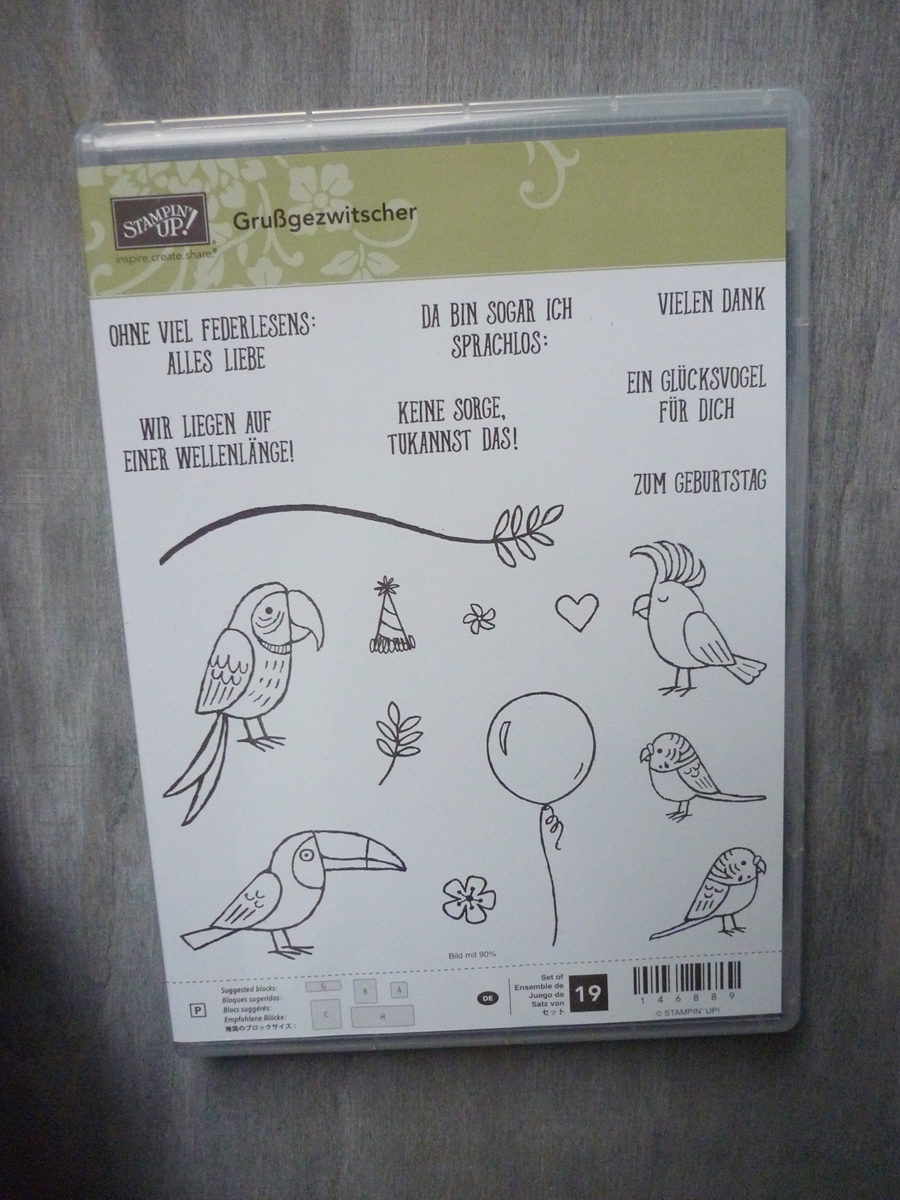 STAMPIN' UP!®
inspire.create.share.®
Grußgezwitscher
OHNE VIEL FEDERLESENS:
ALLES LIEBE
DA BIN SOGAR ICH
SPRACHLOS:
VIELEN DANK
WIR LIEGEN AUF
EINER WELLENLÄNGE!
KEINE SORGE,
TUKANNST DAS!
EIN GLÜCKSVOGEL
FÜR DICH
ZUM GEBURTSTAG
Bild mit 90%
P
Suggested blocks:
Bloques sugeridos:
Blocs suggérés:
Empfohlene Blöcke:
推奨のブロックサイズ:
G
B
A
C
H
DE
Set of
Ensemble de
Juego de
Satz von
セット
19
146889
© STAMPIN' UP!